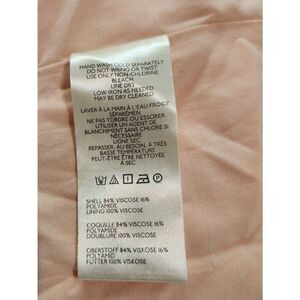 HAND WASH COLD SEPARATELY
DO NOT WRING OR TWIST
USE ONLY NON-CHLORINE
BLEACH
LINE DRY
LOW IRON AS NEEDED
MAY BE DRY CLEANED
LAVER À LA MAIN À L'EAU FROIDE
SÉPARÉMEN
NE PAS TORDRE OU ESSORER
UTILISER UN AGENT DE
BLANCHIMENT SANS CHLORE SI
NÉCESSAIRE
LIGNE SEC
REPASSER, AU BESOIN, À TRÈS
BASSE TEMPÉRATURE
PEUT-ÊTRE ÊTRE NETTOYÉE
À SEC
SHELL 84% VISCOSE 16%
POLYAMIDE
LINING 100% VISCOSE
COQUILLE 84% VISCOSE 16%
POLYAMIDE
DOUBLURE 100% VISCOSE
OBERSTOFF 84% VISKOSE 16%
POLYAMID
FUTTER 100% VISKOSE